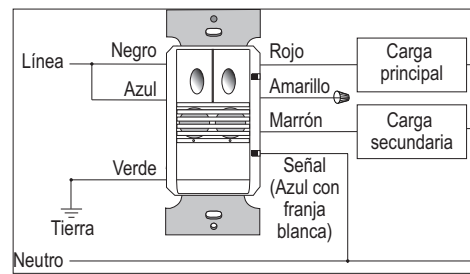 Línea
Negro
Azul
Verde
Tierra
Neutro
Rojo
Amarillo
Marrón
Señal
(Azul con
franja
blanca)
Carga
principal
Carga
secundaria